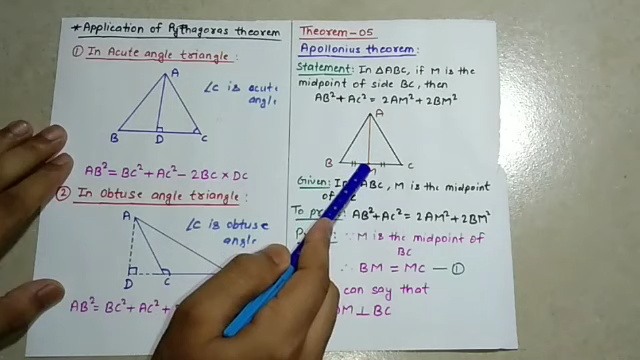 *Application of Pythagoras theorem
① In Acute angle triangle:
A
∠C is acute
angle
B
D
C
AB² = BC² + AC² - 2BC × DC
② In Obtuse angle triangle:
A
∠C is obtuse
angle
D
C
AB² = BC² + AC² +
Theorem-05
Apollonius theorem:
Statement: In △ABC, if M is the
midpoint of side BC, then
AB² + AC² = 2AM² + 2BM²
A
B
M
C
Given: In ABC, M is the midpoint
of
To prove: AB² + AC² = 2AM² + 2BM²
∵ M is the midpoint of
BC
∴ BM = MC — ①
can say that
M ⊥ BC